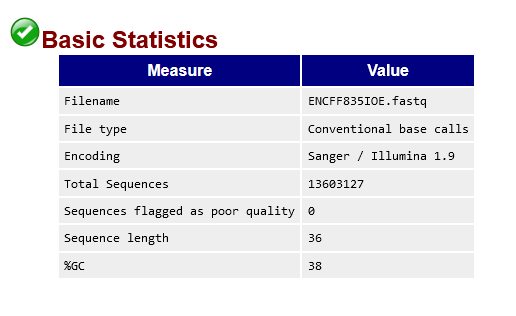 Basic Statistics
Measure Value
Filename ENCFF835IOE.fastq
File type Conventional base calls
Encoding Sanger / Illumina 1.9
Total Sequences 13603127
Sequences flagged as poor quality 0
Sequence length 36
%GC 38